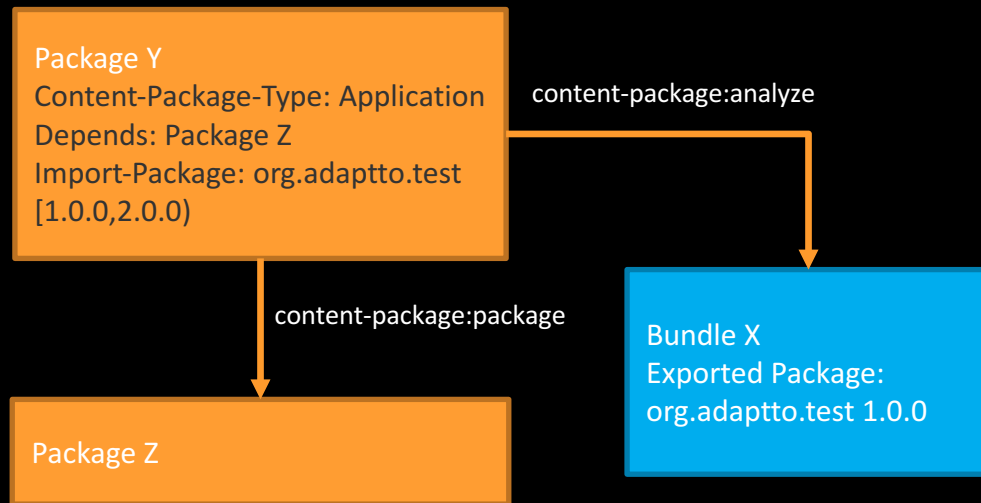 Package Y
Content-Package-Type: Application
Depends: Package Z
Import-Package: org.adaptto.test
[1.0.0,2.0.0)
content-package:analyze
content-package:package
Bundle X
Exported Package:
org.adaptto.test 1.0.0
Package Z